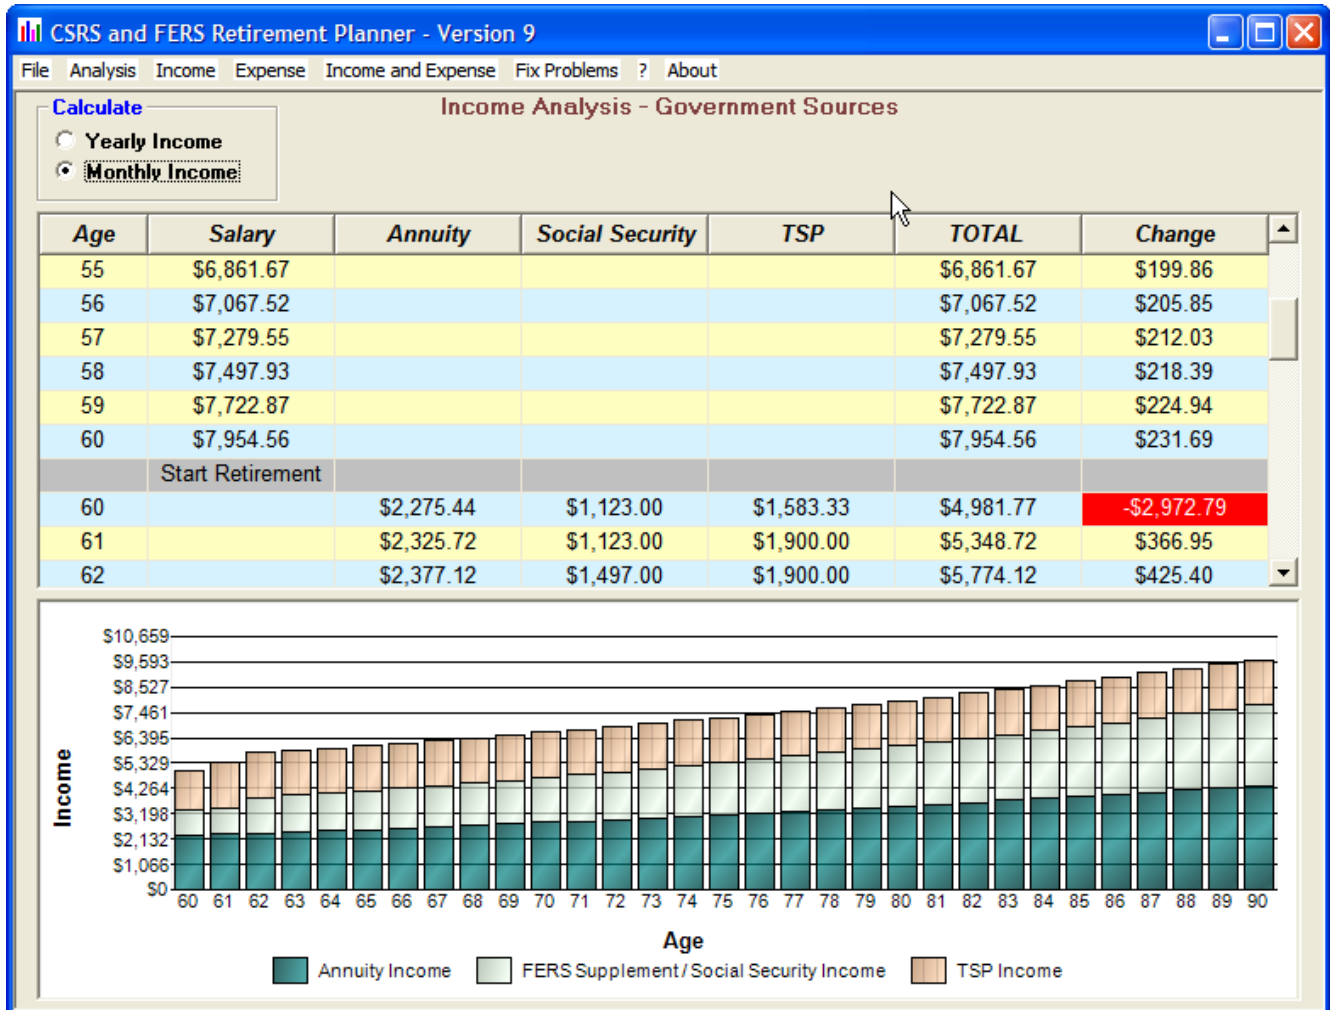 CSRS and FERS Retirement Planner - Version 9
File Analysis Income Expense Income and Expense Fix Problems ? About
Calculate
Income Analysis - Government Sources
Yearly Income
Monthly Income
Age Salary Annuity Social Security TSP TOTAL Change
55 $6,861.67 $6,861.67 $199.86
56 $7,067.52 $7,067.52 $205.85
57 $7,279.55 $7,279.55 $212.03
58 $7,497.93 $7,497.93 $218.39
59 $7,722.87 $7,722.87 $224.94
60 $7,954.56 $7,954.56 $231.69
Start Retirement
60 $2,275.44 $1,123.00 $1,583.33 $4,981.77 -$2,972.79
61 $2,325.72 $1,123.00 $1,900.00 $5,348.72 $366.95
62 $2,377.12 $1,497.00 $1,900.00 $5,774.12 $425.40
$10,659
$9,593
$8,527
$7,461
$6,395
$5,329
$4,264
$3,198
$2,132
$1,066
$0
Income
60 61 62 63 64 65 66 67 68 69 70 71 72 73 74 75 76 77 78 79 80 81 82 83 84 85 86 87 88 89 90
Age
Annuity Income FERS Supplement / Social Security Income TSP Income